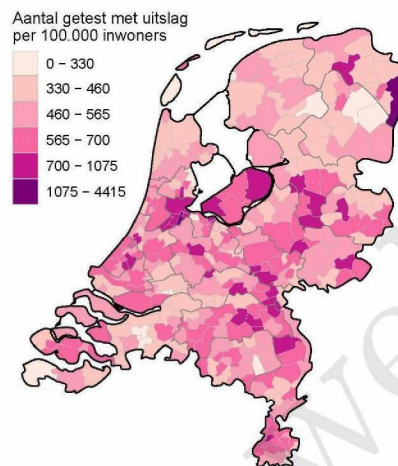 Aantal getest met uitslag
per 100.000 inwoners
0 – 330
330 – 460
460 – 565
565 – 700
700 – 1075
1075 – 4415